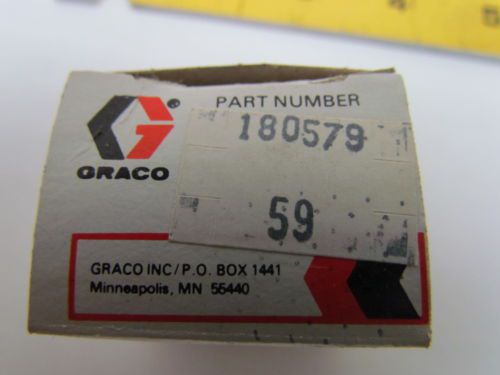 PART NUMBER
180579
GRACO
59
GRACO INC/P.O. BOX 1441
Minneapolis, MN 55440